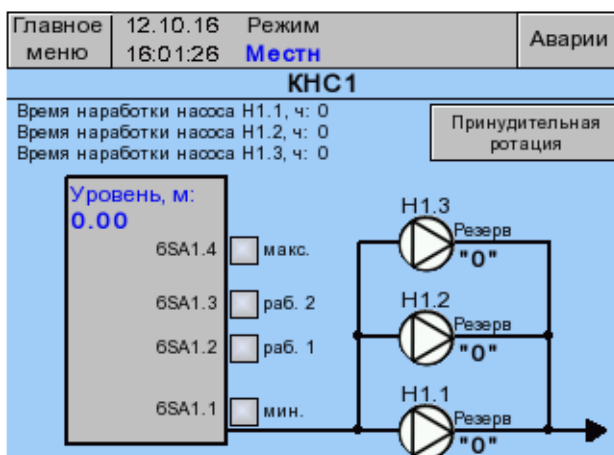 Главное меню
12.10.16 Режим
16:01:26 Местн
Аварии
КНС1
Время наработки насоса Н1.1, ч: 0
Время наработки насоса Н1.2, ч: 0
Время наработки насоса Н1.3, ч: 0
Принудительная
ротация
Уровень, м:
0.00
6SA1.4 макс.
6SA1.3 раб. 2
6SA1.2 раб. 1
6SA1.1 мин.
Н1.3
Резерв
"0"
Н1.2
Резерв
"0"
Н1.1
Резерв
"0"